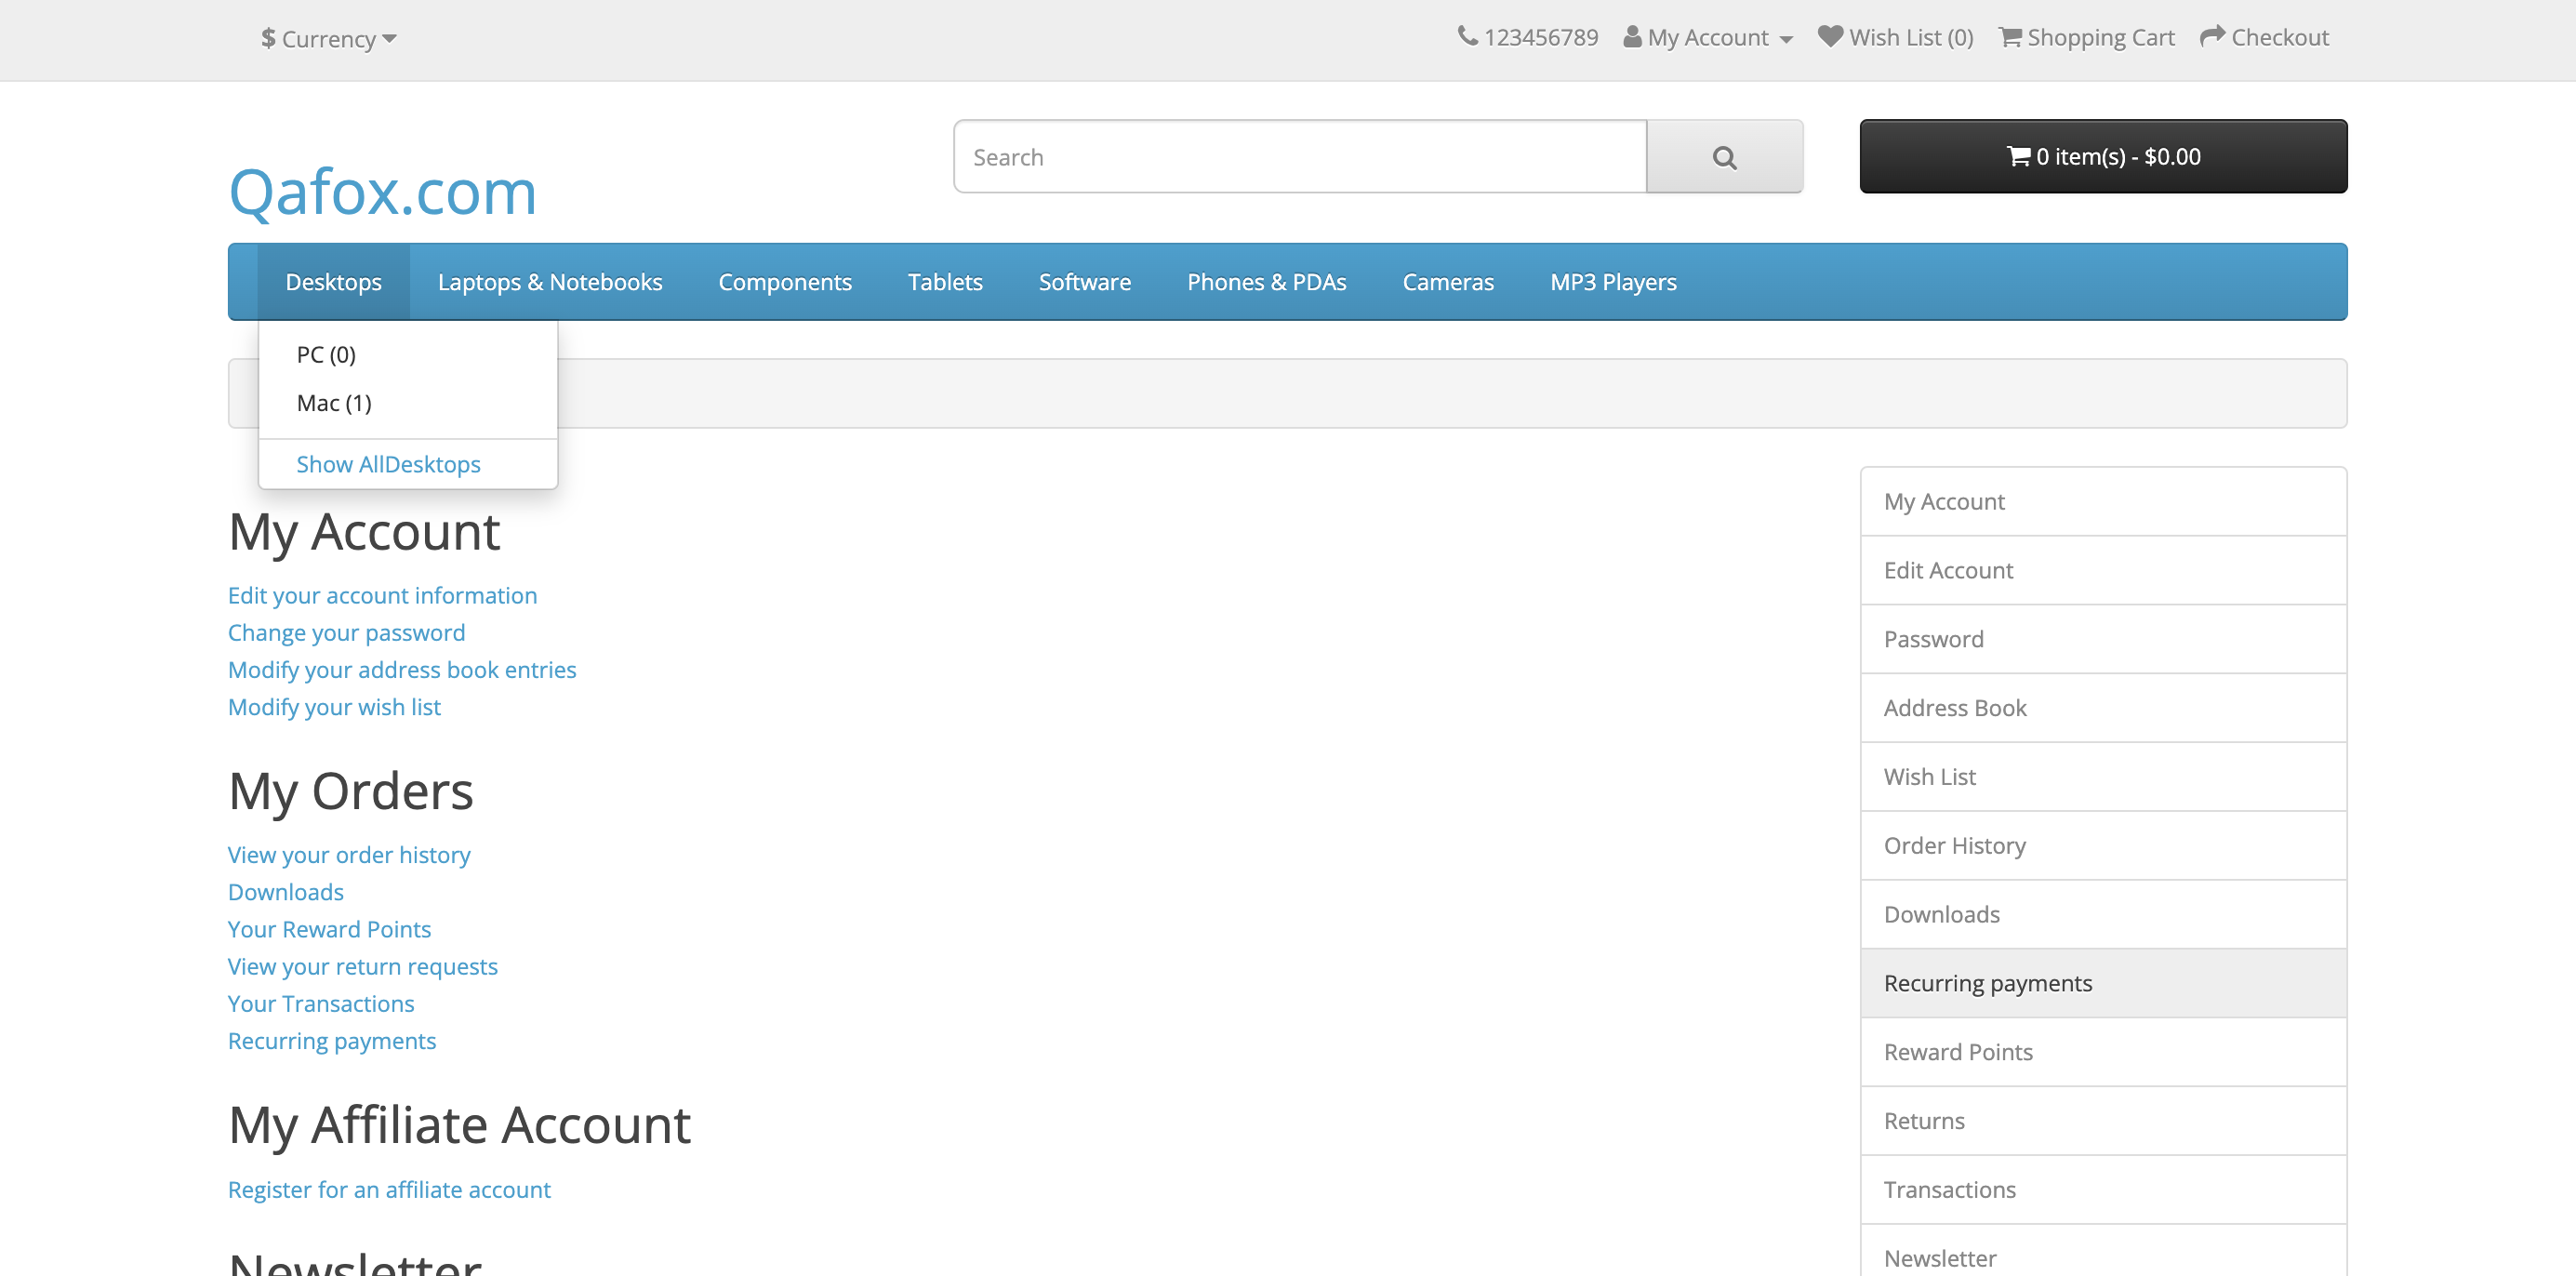 $ Currency
123456789 My Account Wish List (0) Shopping Cart Checkout
Search
0 item(s) - $0.00
Qafox.com
Desktops Laptops & Notebooks Components Tablets Software Phones & PDAs Cameras MP3 Players
PC (0)
Mac (1)
Show AllDesktops
My Account
Edit your account information
Change your password
Modify your address book entries
Modify your wish list
My Orders
View your order history
Downloads
Your Reward Points
View your return requests
Your Transactions
Recurring payments
My Affiliate Account
Register for an affiliate account
Newsletter
My Account
Edit Account
Password
Address Book
Wish List
Order History
Downloads
Recurring payments
Reward Points
Returns
Transactions
Newsletter